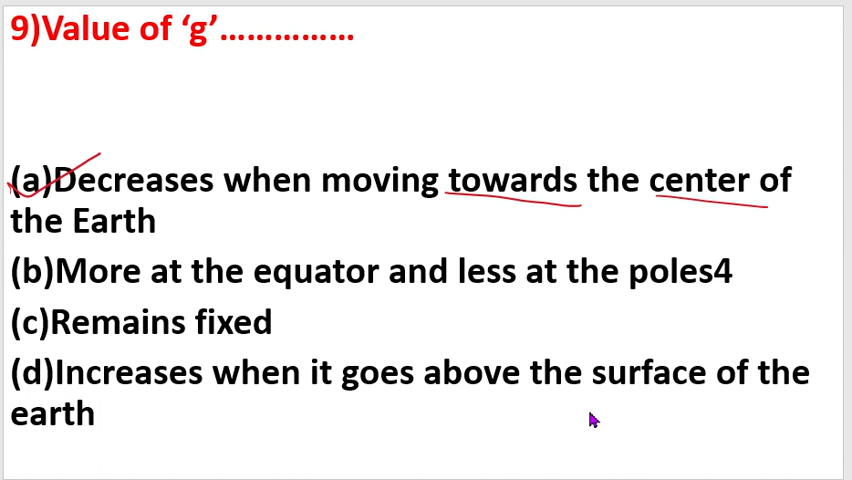 9)Value of ‘g’……………
(a)Decreases when moving towards the center of
the Earth
(b)More at the equator and less at the poles4
(c)Remains fixed
(d)Increases when it goes above the surface of the
earth